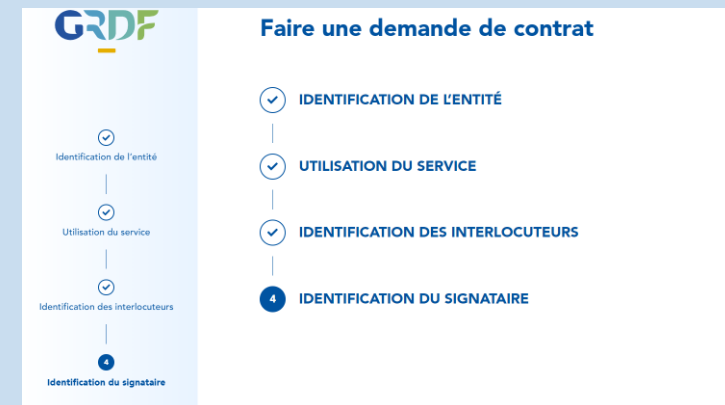 GRDF
Identification de l'entité
Utilisation du service
Identification des interlocuteurs
4
Identification du signataire
Faire une demande de contrat
IDENTIFICATION DE L'ENTITÉ
UTILISATION DU SERVICE
IDENTIFICATION DES INTERLOCUTEURS
4 IDENTIFICATION DU SIGNATAIRE